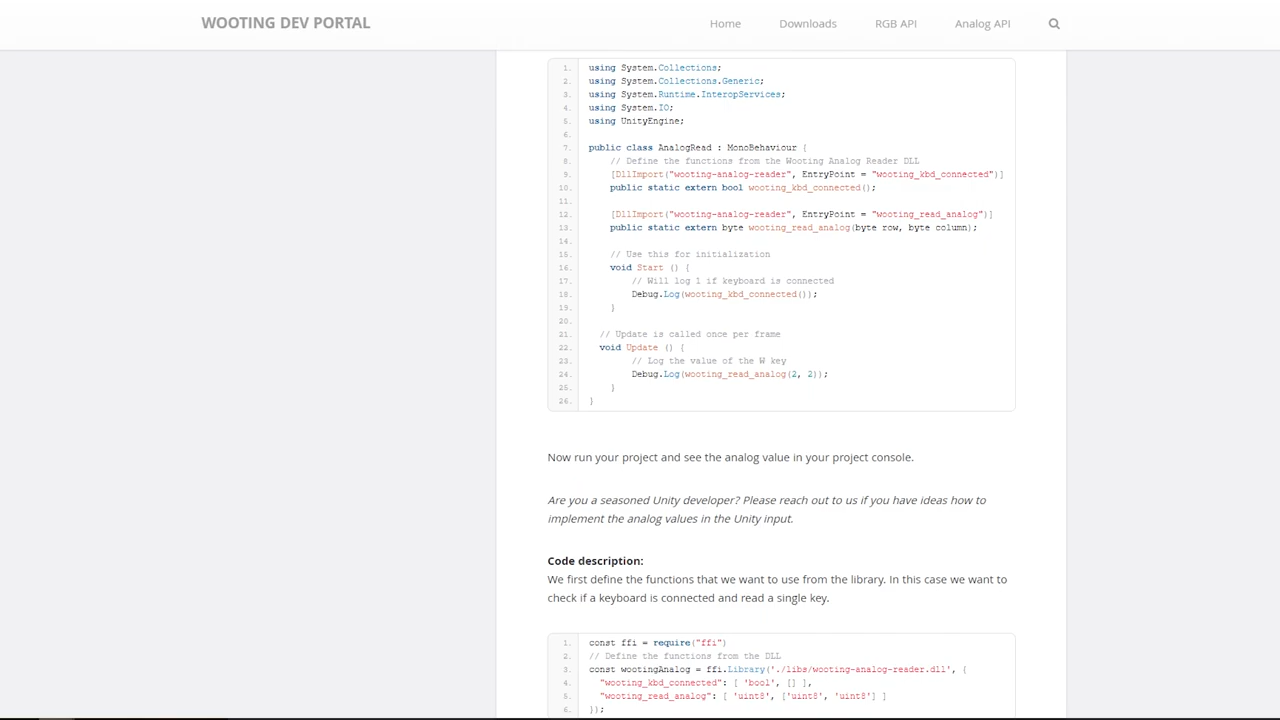 WOOTING DEV PORTAL
Home Downloads RGB API Analog API
1. using System.Collections;
2. using System.Collections.Generic;
3. using System.Runtime.InteropServices;
4. using System.IO;
5. using UnityEngine;
6.
7. public class AnalogRead : MonoBehaviour {
8. // Define the functions from the Wooting Analog Reader DLL
9. [DllImport("wooting-analog-reader", EntryPoint = "wooting_kbd_connected")]
10. public static extern bool wooting_kbd_connected();
11.
12. [DllImport("wooting-analog-reader", EntryPoint = "wooting_read_analog")]
13. public static extern byte wooting_read_analog(byte row, byte column);
14.
15. // Use this for initialization
16. void Start () {
17. // Will log 1 if keyboard is connected
18. Debug.Log(wooting_kbd_connected());
19. }
20.
21. // Update is called once per frame
22. void Update () {
23. // Log the value of the W key
24. Debug.Log(wooting_read_analog(2, 2));
25. }
26. }
Now run your project and see the analog value in your project console.
Are you a seasoned Unity developer? Please reach out to us if you have ideas how to
implement the analog values in the Unity input.
Code description:
We first define the functions that we want to use from the library. In this case we want to
check if a keyboard is connected and read a single key.
1. const ffi = require("ffi")
2. // Define the functions from the DLL
3. const wootingAnalog = ffi.Library('./libs/wooting-analog-reader.dll', {
4. "wooting_kbd_connected": [ 'bool', [] ],
5. "wooting_read_analog": [ 'uint8', ['uint8', 'uint8'] ]
6. });